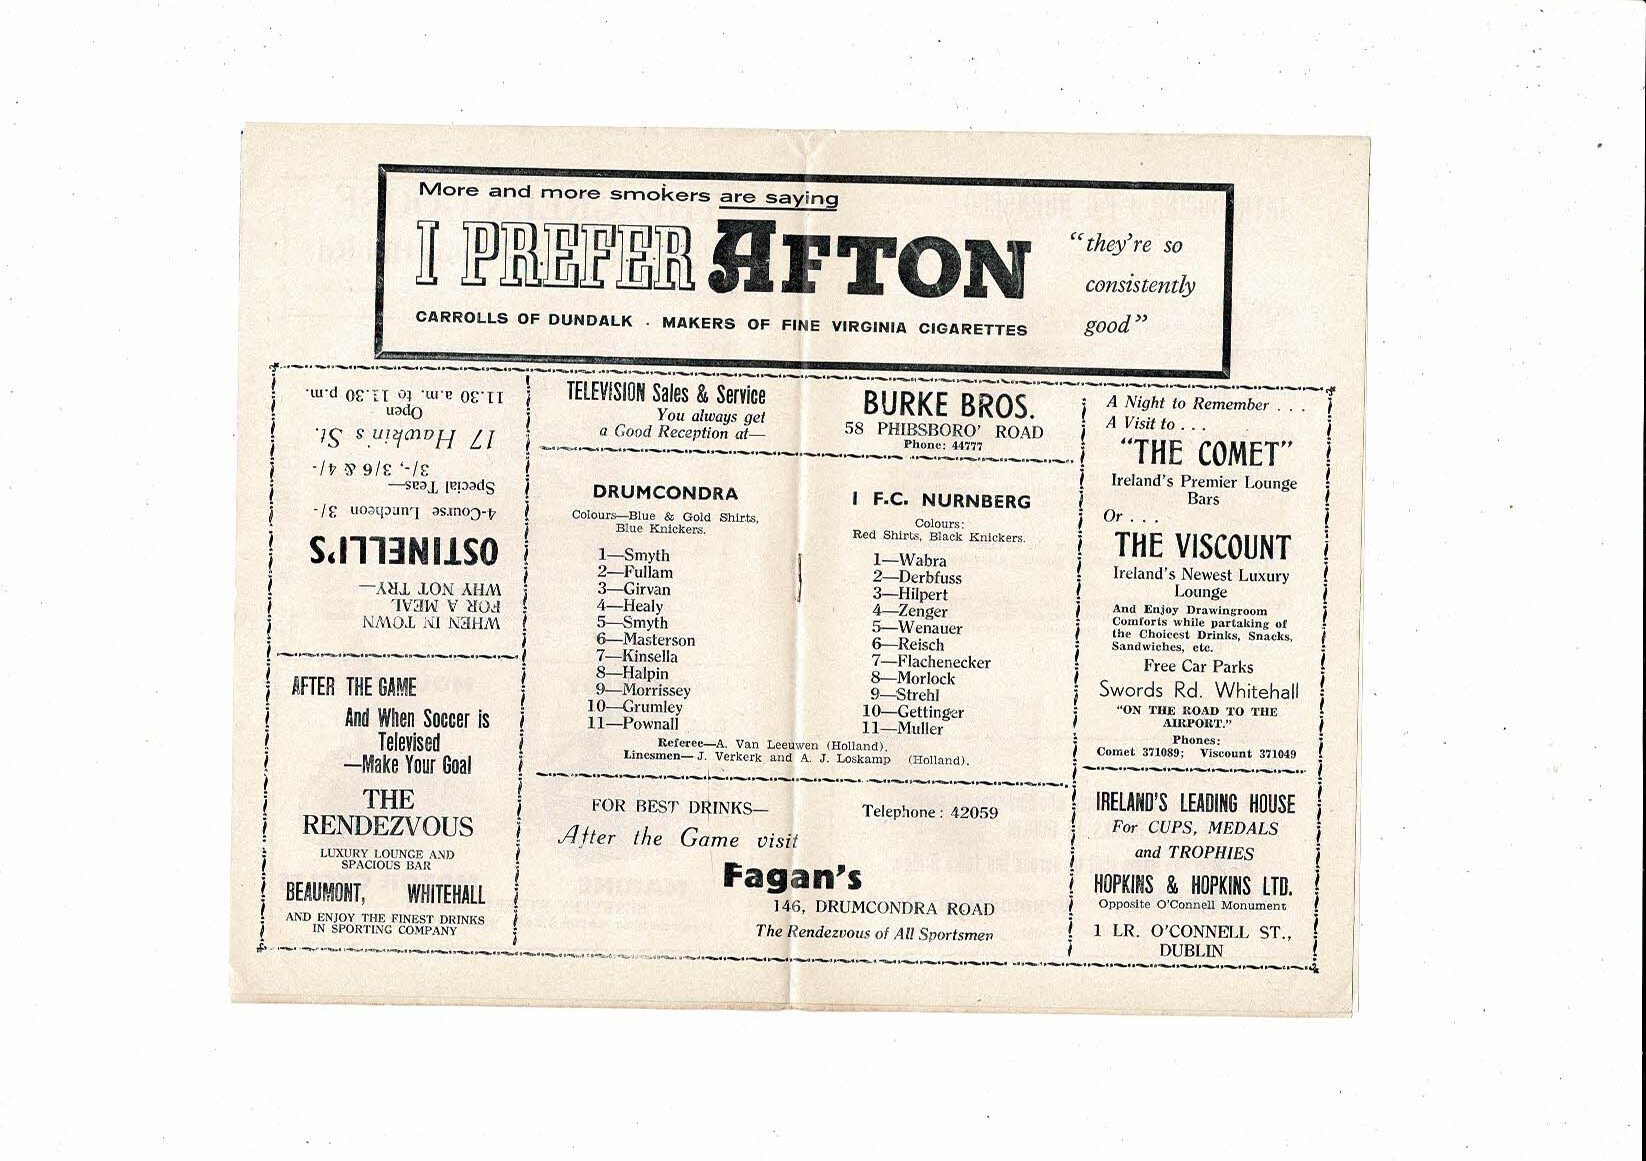 More and more smokers are saying
I PREFER AFTON
CARROLLS OF DUNDALK · MAKERS OF FINE VIRGINIA CIGARETTES
“they're so
consistently
good”
WHEN IN TOWN
FOR A MEAL
WHY NOT TRY—
OSTINELLI'S
4-Course Luncheon 3/-
Special Teas—
3/-, 3/6 & 4/-
17 Hawkin's St.
Open
11.30 a.m. to 11.30 p.m.
AFTER THE GAME
And When Soccer is
Televised
—Make Your Goal
THE
RENDEZVOUS
LUXURY LOUNGE AND
SPACIOUS BAR
BEAUMONT, WHITEHALL
AND ENJOY THE FINEST DRINKS
IN SPORTING COMPANY
TELEVISION Sales & Service
You always get
a Good Reception at—
BURKE BROS.
58 PHIBSBORO' ROAD
Phone: 44777
DRUMCONDRA
Colours—Blue & Gold Shirts,
Blue Knickers.
1—Smyth
2—Fullam
3—Girvan
4—Healy
5—Smyth
6—Masterson
7—Kinsella
8—Halpin
9—Morrissey
10—Grumley
11—Pownall
I F.C. NURNBERG
Colours:
Red Shirts, Black Knickers.
1—Wabra
2—Derbfuss
3—Hilpert
4—Zenger
5—Wenauer
6—Reisch
7—Flachenecker
8—Morlock
9—Strehl
10—Gettinger
11—Muller
Referee—A. Van Leeuwen (Holland).
Linesmen—J. Verkerk and A. J. Loskamp (Holland).
FOR BEST DRINKS—
Telephone: 42059
After the Game visit
Fagan's
146, DRUMCONDRA ROAD
The Rendezvous of All Sportsmen
A Night to Remember . . .
A Visit to . . .
“THE COMET”
Ireland's Premier Lounge
Bars
Or . . .
THE VISCOUNT
Ireland's Newest Luxury
Lounge
And Enjoy Drawingroom
Comforts while partaking of
the Choicest Drinks, Snacks,
Sandwiches, etc.
Free Car Parks
Swords Rd. Whitehall
“ON THE ROAD TO THE
AIRPORT.”
Phones:
Comet 371089; Viscount 371049
IRELAND'S LEADING HOUSE
For CUPS, MEDALS
and TROPHIES
HOPKINS & HOPKINS LTD.
Opposite O'Connell Monument
1 LR. O'CONNELL ST.,
DUBLIN